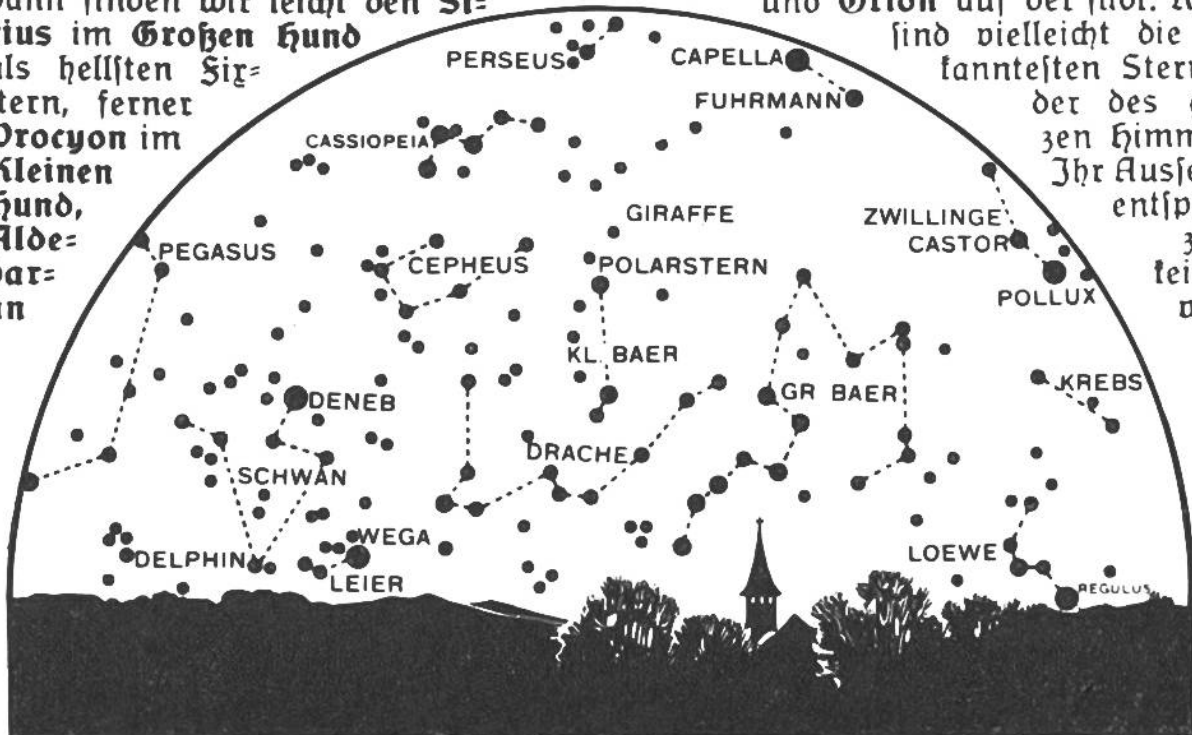 dann finden wir leicht den Si=
rius im Großen Hund
als hellsten Fix=
tern, ferner
Procyon im
Kleinen
Hund,
Alde=
bar=
an
und Orion auf der südl.
sind vielleicht die
kanntesten Stern
der des
zen Himm
Ihr Ausse
entsp
z
kei
PERSEUS
CAPELLA
FUHRMANN
CASSIOPEIA
GIRAFFE
ZWILLINGE
CASTOR
PEGASUS
CEPHEUS
POLARSTERN
POLLUX
KL. BAER
KREBS
DENEB
GR BAER
DRACHE
SCHWAN
WEGA
DELPHIN
LOEWE
LEIER
REGULUS